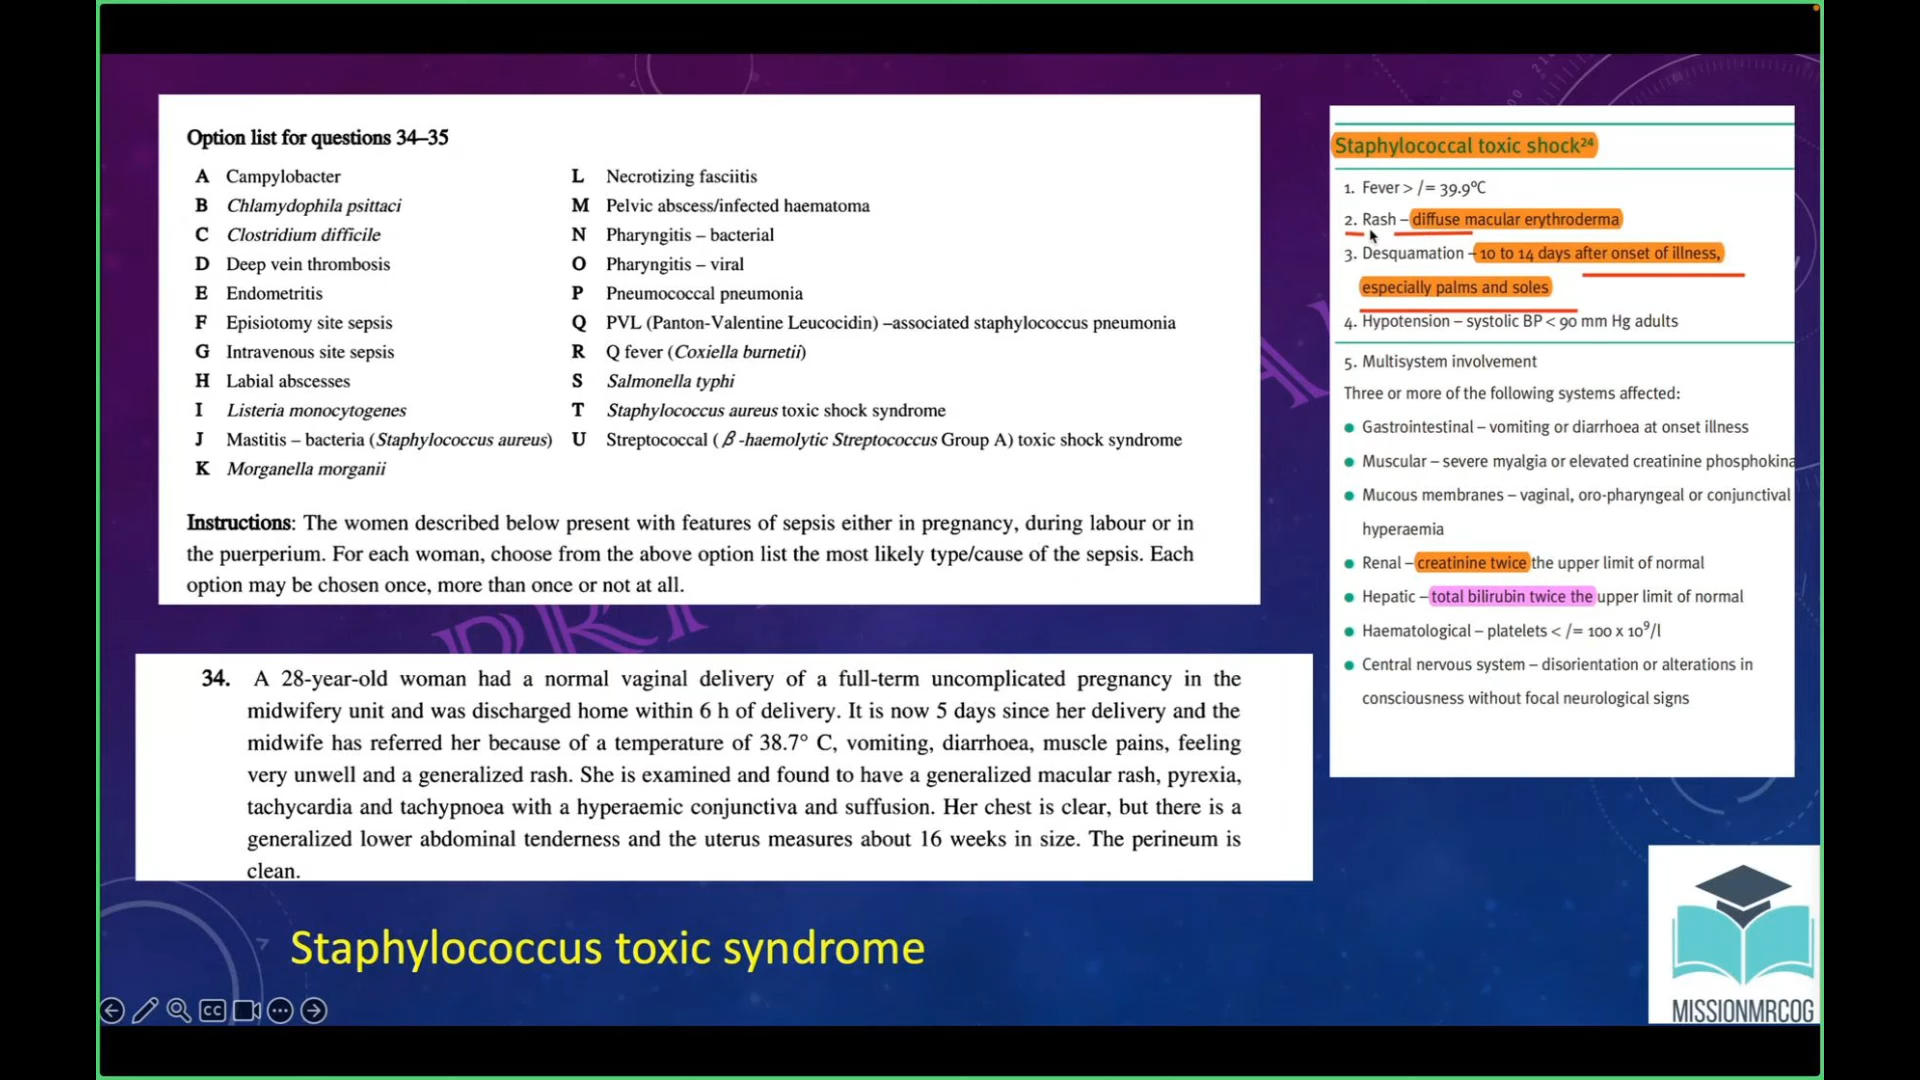 Option list for questions 34–35
A Campylobacter
B Chlamydophila psittaci
C Clostridium difficile
D Deep vein thrombosis
E Endometritis
F Episiotomy site sepsis
G Intravenous site sepsis
H Labial abscesses
I Listeria monocytogenes
J Mastitis – bacteria (Staphylococcus aureus)
K Morganella morganii
L Necrotizing fasciitis
M Pelvic abscess/infected haematoma
N Pharyngitis – bacterial
O Pharyngitis – viral
P Pneumococcal pneumonia
Q PVL (Panton-Valentine Leucocidin) –associated staphylococcus pneumonia
R Q fever (Coxiella burnetii)
S Salmonella typhi
T Staphylococcus aureus toxic shock syndrome
U Streptococcal (β-haemolytic Streptococcus Group A) toxic shock syndrome
Instructions: The women described below present with features of sepsis either in pregnancy, during labour or in
the puerperium. For each woman, choose from the above option list the most likely type/cause of the sepsis. Each
option may be chosen once, more than once or not at all.
34. A 28-year-old woman had a normal vaginal delivery of a full-term uncomplicated pregnancy in the
midwifery unit and was discharged home within 6 h of delivery. It is now 5 days since her delivery and the
midwife has referred her because of a temperature of 38.7° C, vomiting, diarrhoea, muscle pains, feeling
very unwell and a generalized rash. She is examined and found to have a generalized macular rash, pyrexia,
tachycardia and tachypnoea with a hyperaemic conjunctiva and suffusion. Her chest is clear, but there is a
generalized lower abdominal tenderness and the uterus measures about 16 weeks in size. The perineum is
clean.
Staphylococcus toxic syndrome
Staphylococcal toxic shock24
1. Fever > /= 39.9ºC
2. Rash – diffuse macular erythroderma
3. Desquamation – 10 to 14 days after onset of illness,
especially palms and soles
4. Hypotension – systolic BP < 90 mm Hg adults
5. Multisystem involvement
Three or more of the following systems affected:
• Gastrointestinal – vomiting or diarrhoea at onset illness
• Muscular – severe myalgia or elevated creatinine phosphokina
• Mucous membranes – vaginal, oro-pharyngeal or conjunctival
hyperaemia
• Renal – creatinine twice the upper limit of normal
• Hepatic – total bilirubin twice the upper limit of normal
• Haematological – platelets < /= 100 x 10⁹/l
• Central nervous system – disorientation or alterations in
consciousness without focal neurological signs
MISSIONMRCOG
CC